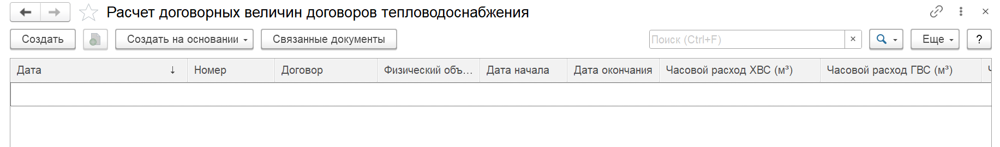 Расчет договорных величин договоров тепловодоснабжения
Создать Создать на основании Связанные документы Поиск (Ctrl+F) × Еще ?
Дата ↓ Номер Договор Физический объ... Дата начала Дата окончания Часовой расход ХВС (м³) Часовой расход ГВС (м³)